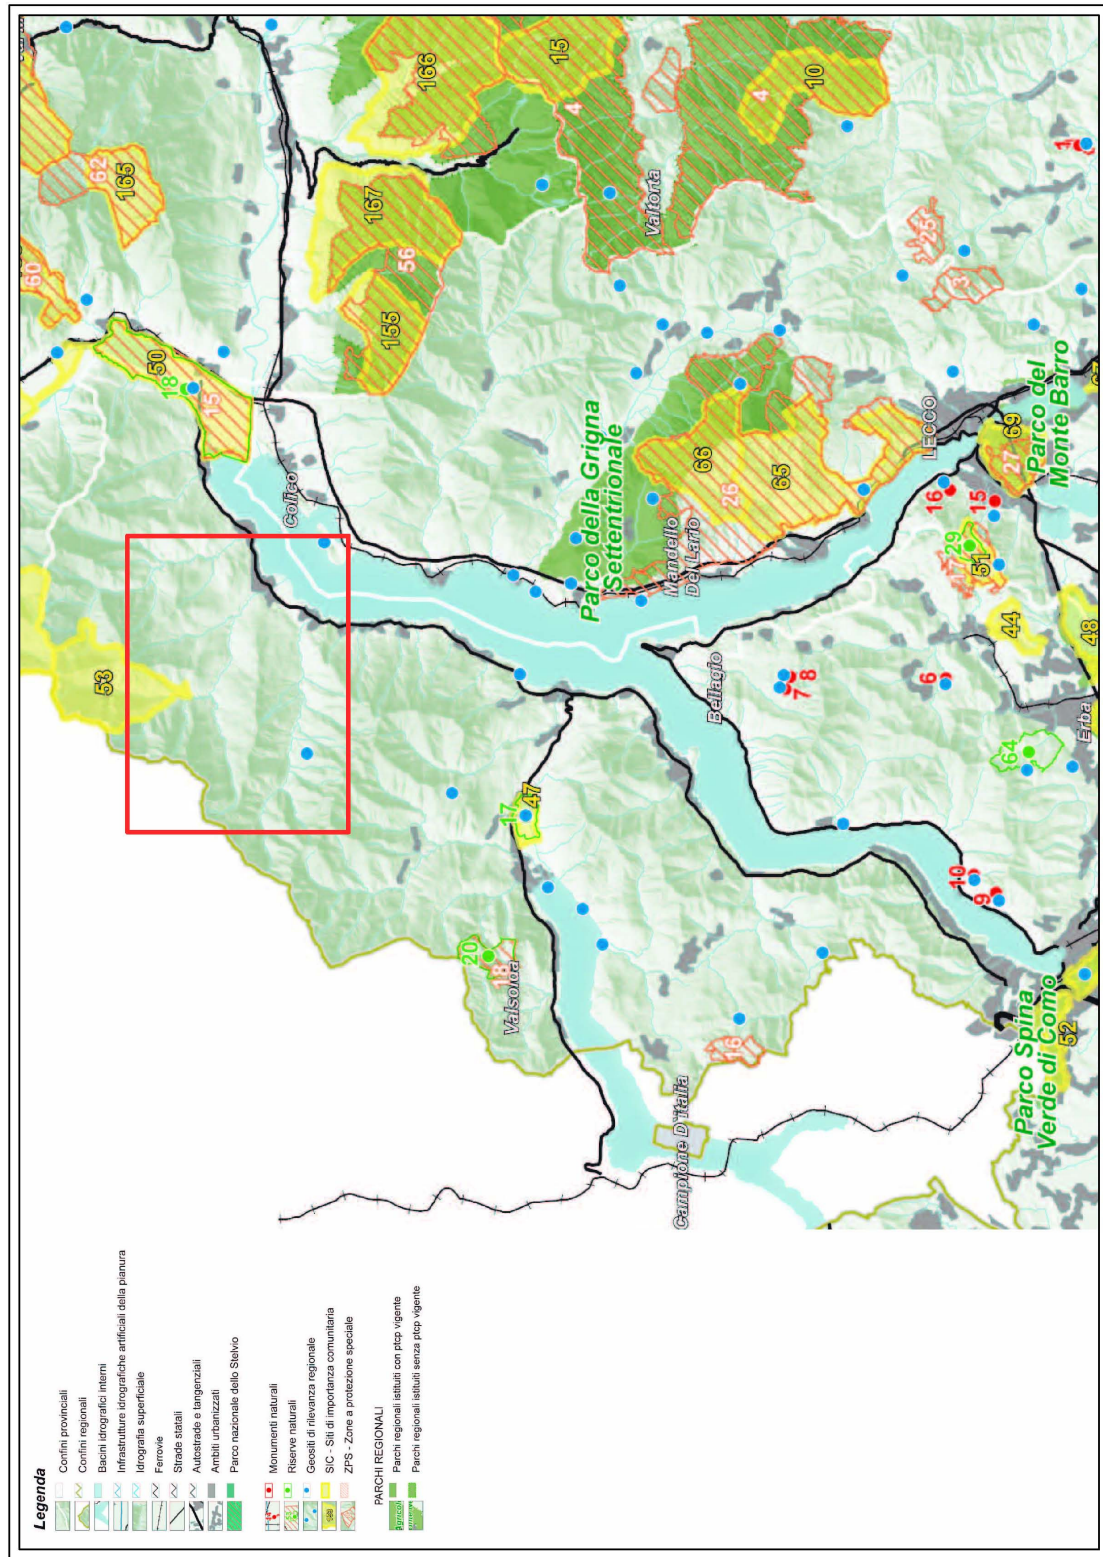 Legenda
Confini provinciali
Confini regionali
Bacini idrografici interni
Infrastrutture idrografiche artificiali della pianura
Idrografia superficiale
Ferrovie
Strade statali
Autostrade e tangenziali
Ambiti urbanizzati
Parco nazionale dello Stelvio
Monumenti naturali
Riserve naturali
Geositi di rilevanza regionale
SIC - Siti di importanza comunitaria
ZPS - Zone a protezione speciale
PARCHI REGIONALI
Parchi regionali istituiti con ptcp vigente
Parchi regionali istituiti senza ptcp vigente
53
Colico
50
18
15
60
62
165
166
167
56
155
15
4
4
10
Valtorta
1
25
3
Parco della Grigna
Settentrionale
66
26
65
Mandello
Del Lario
LECCO
16
15
27
69
67
Parco del
Monte Barro
29
51
44
48
6
Erba
64
Bellagio
7
8
17
47
20
18
Valsolda
10
9
16
Campione D'Italia
Parco Spina
Verde di Como
52